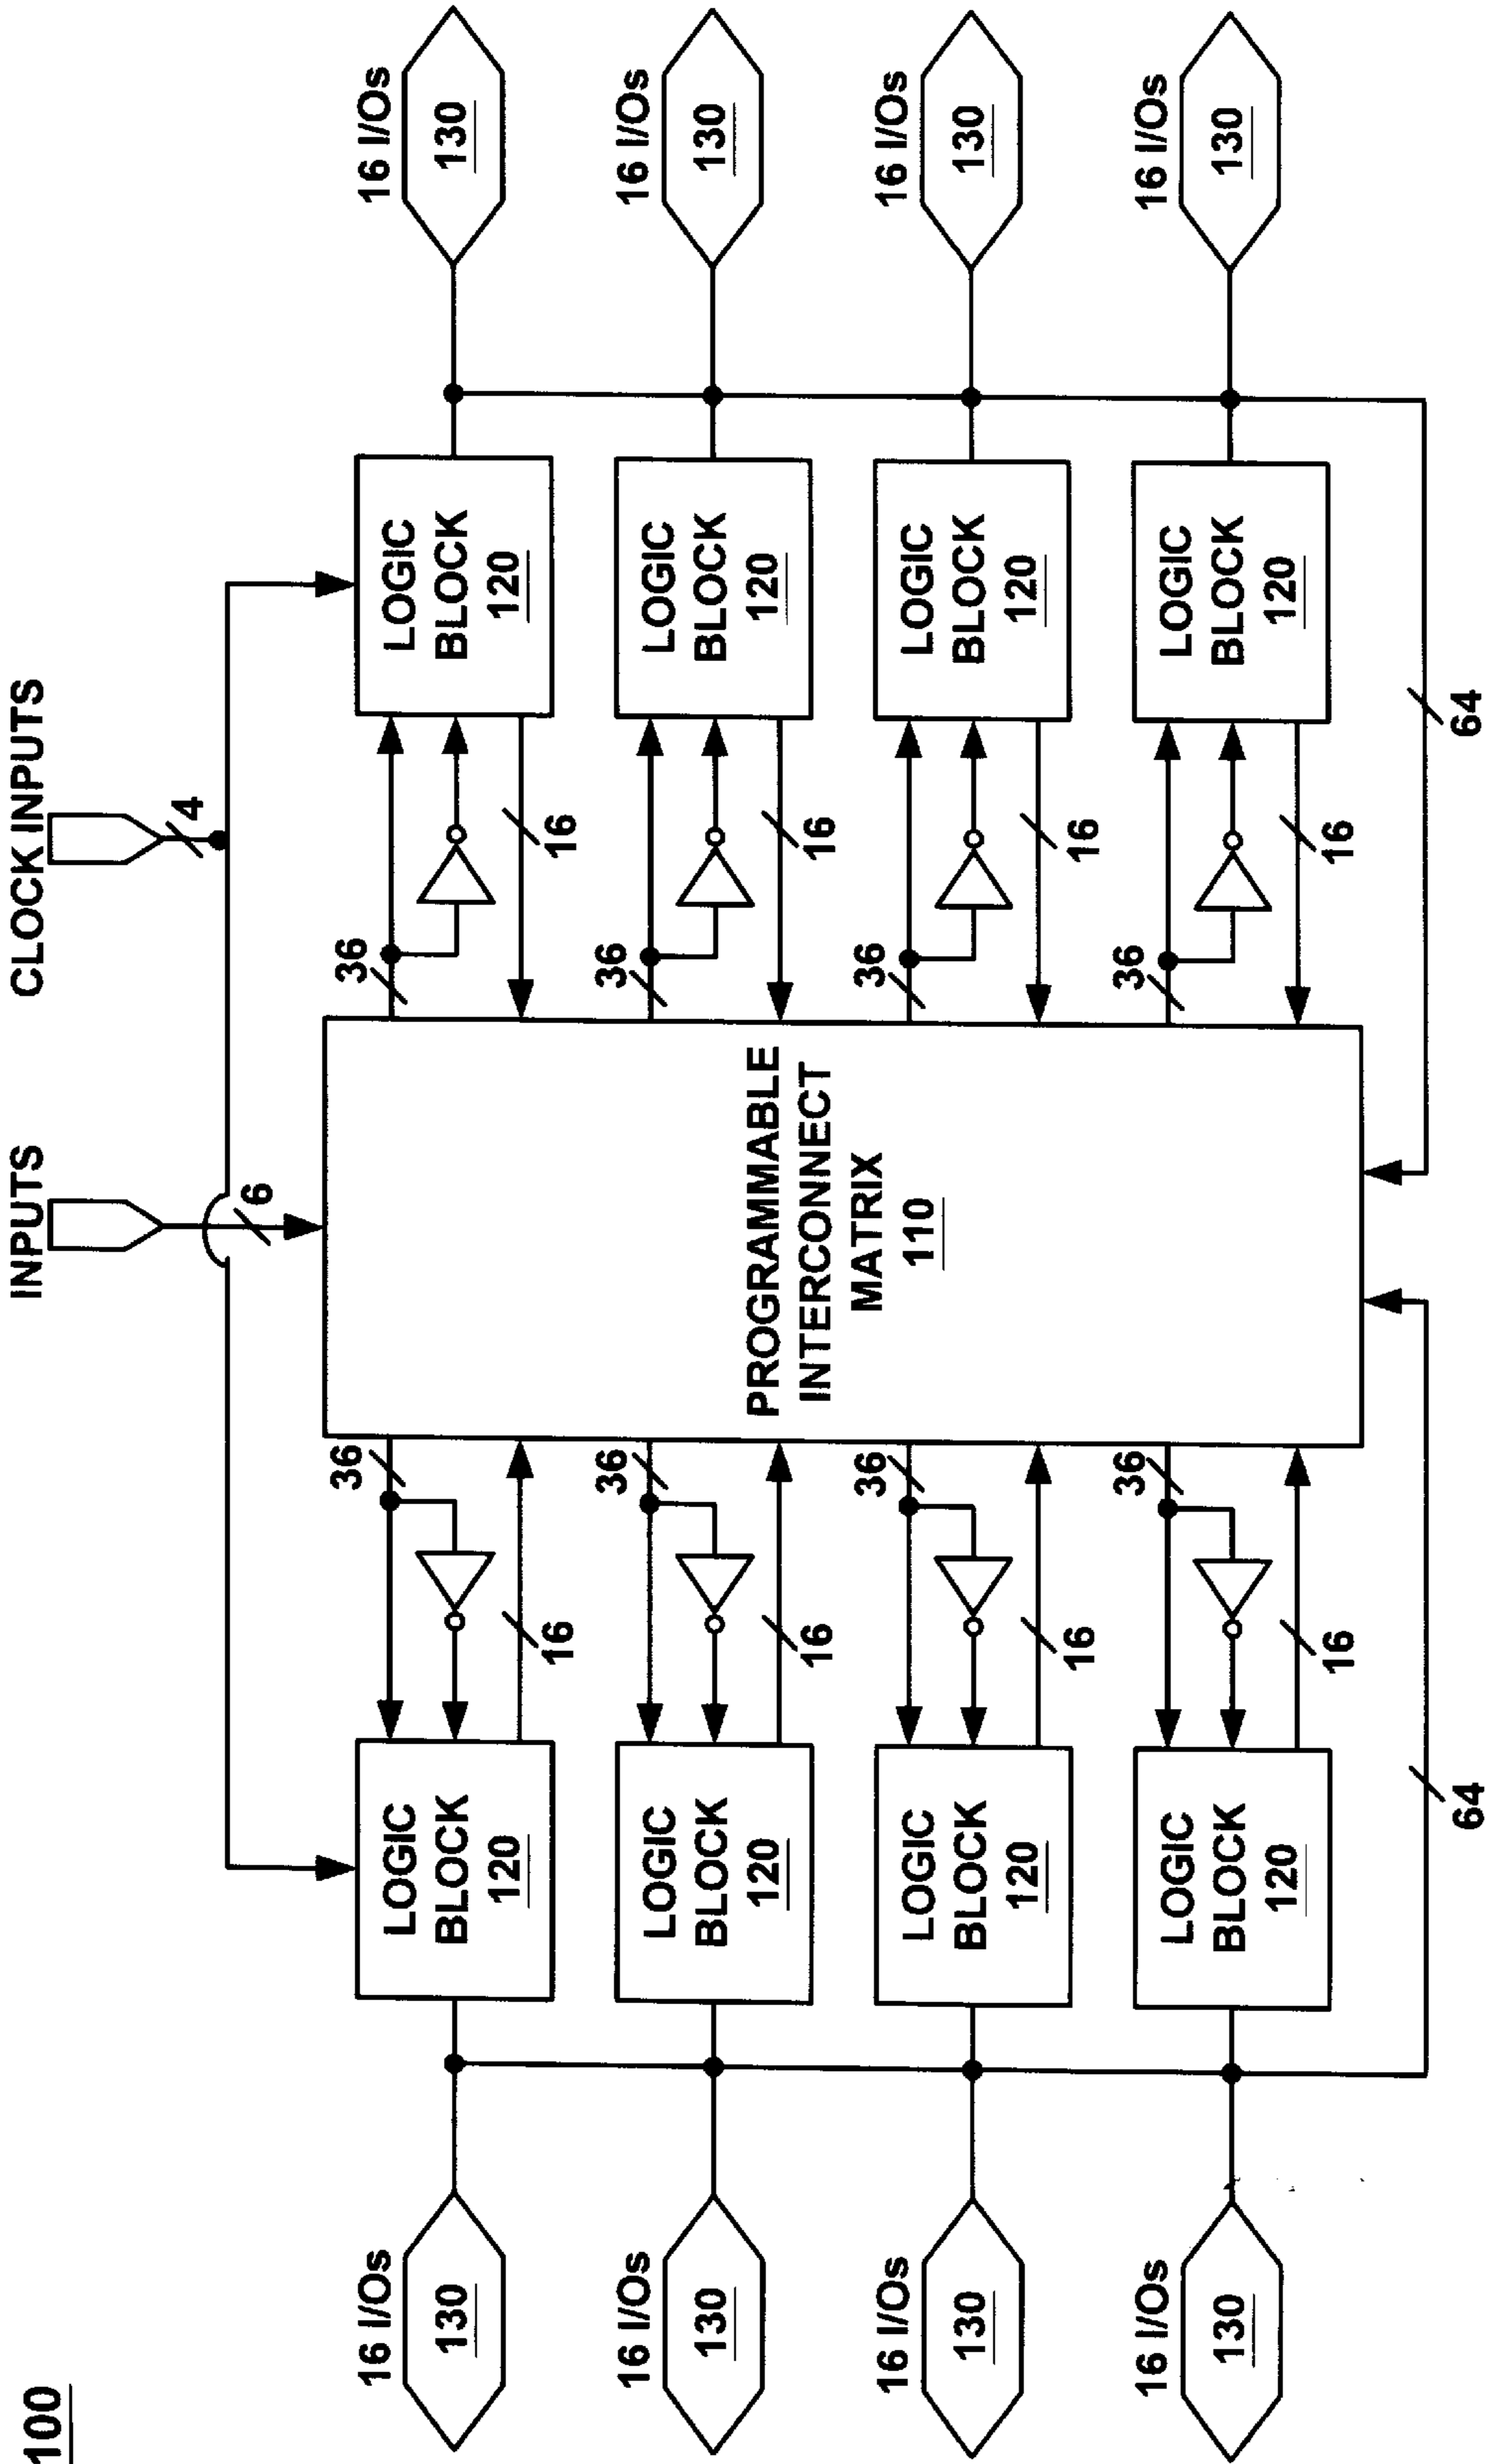 100
INPUTS
CLOCK INPUTS
6
4
16 I/Os
130
LOGIC
BLOCK
120
36
16
36
16
LOGIC
BLOCK
120
16 I/Os
130
16 I/Os
130
LOGIC
BLOCK
120
36
16
PROGRAMMABLE
INTERCONNECT
MATRIX
110
36
16
LOGIC
BLOCK
120
16 I/Os
130
16 I/Os
130
LOGIC
BLOCK
120
36
16
36
16
LOGIC
BLOCK
120
16 I/Os
130
16 I/Os
130
LOGIC
BLOCK
120
36
16
36
16
LOGIC
BLOCK
120
16 I/Os
130
64
64